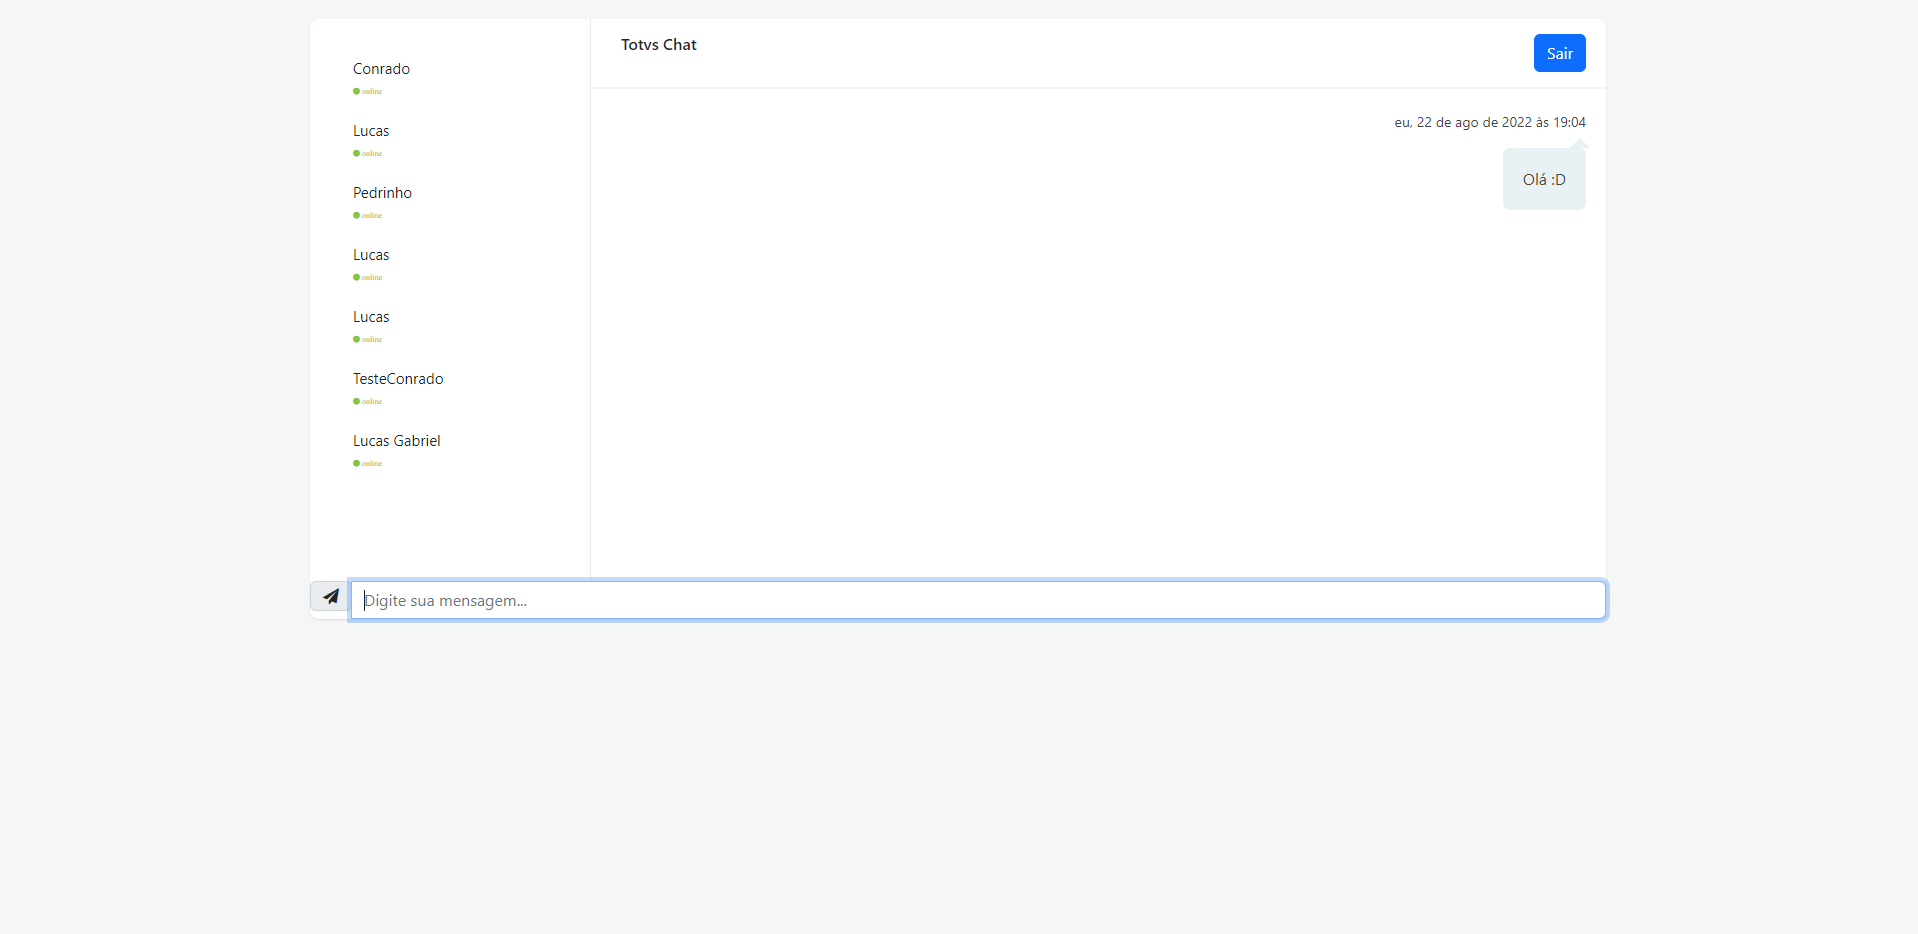 Conrado
online
Lucas
online
Pedrinho
online
Lucas
online
Lucas
online
TesteConrado
online
Lucas Gabriel
online
Totvs Chat
Sair
eu, 22 de ago de 2022 às 19:04
Olá :D
Digite sua mensagem...